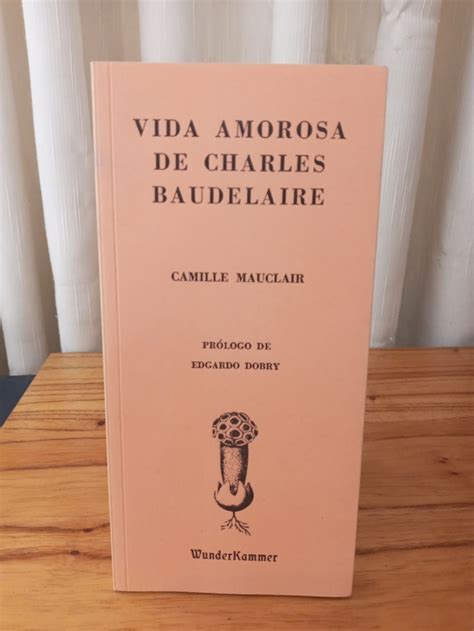 VIDA AMOROSA
DE CHARLES
BAUDELAIRE
CAMILLE MAUCLAIR
PRÓLOGO DE
EDGARDO DOBRY
WunderKammer